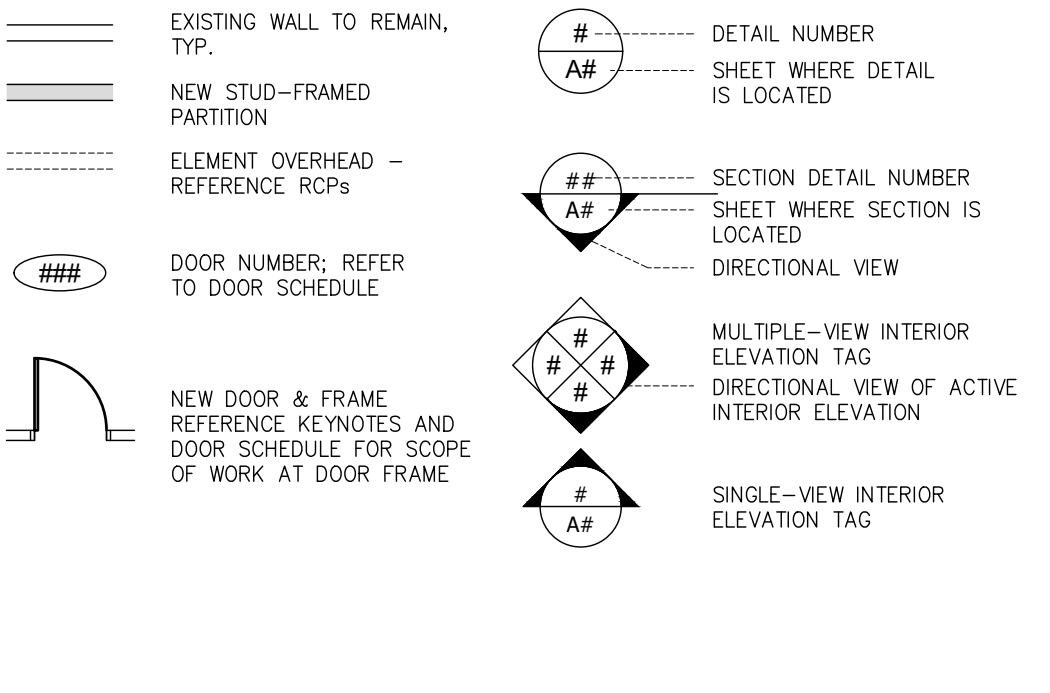 EXISTING WALL TO REMAIN,
TYP.
NEW STUD-FRAMED
PARTITION
ELEMENT OVERHEAD -
REFERENCE RCPs
###
DOOR NUMBER; REFER
TO DOOR SCHEDULE
NEW DOOR & FRAME
REFERENCE KEYNOTES AND
DOOR SCHEDULE FOR SCOPE
OF WORK AT DOOR FRAME
#
DETAIL NUMBER
A#
SHEET WHERE DETAIL
IS LOCATED
##
SECTION DETAIL NUMBER
A#
SHEET WHERE SECTION IS
LOCATED
DIRECTIONAL VIEW
#
# #
#
MULTIPLE-VIEW INTERIOR
ELEVATION TAG
DIRECTIONAL VIEW OF ACTIVE
INTERIOR ELEVATION
#
A#
SINGLE-VIEW INTERIOR
ELEVATION TAG